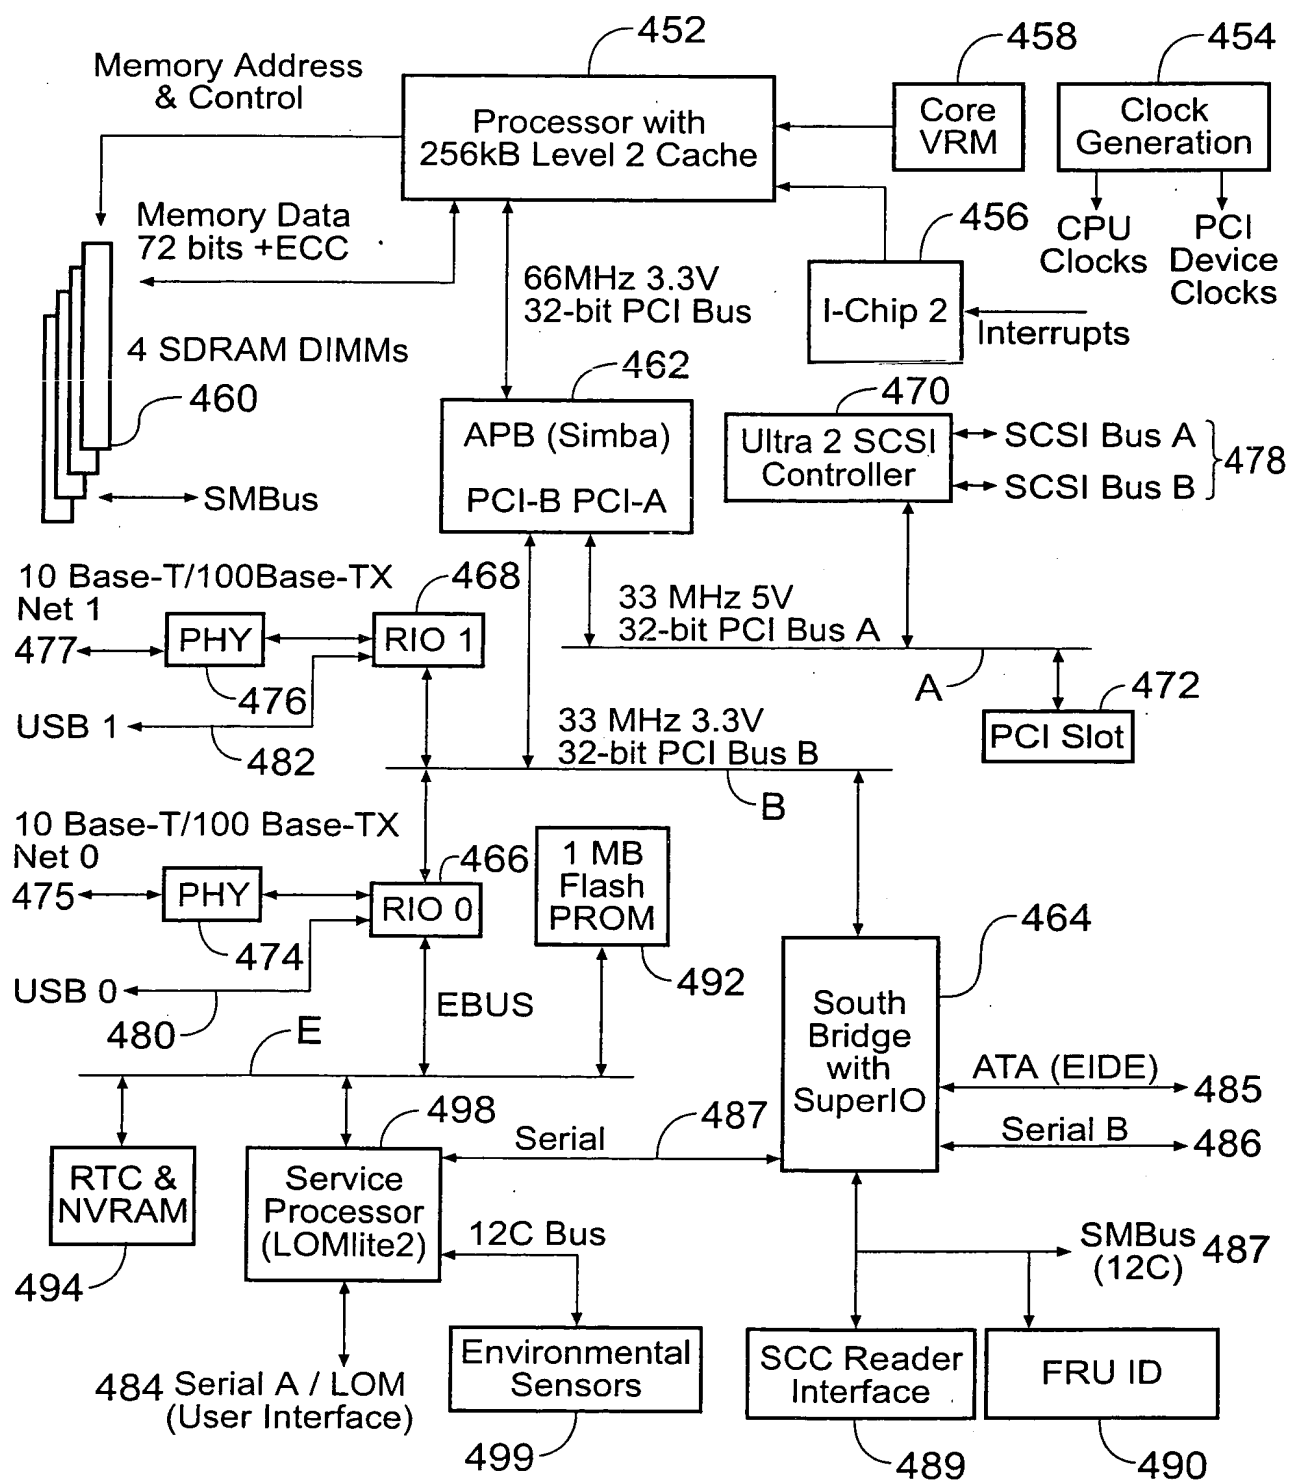 452
458
454
Memory Address
& Control
Processor with
256kB Level 2 Cache
Core
VRM
Clock
Generation
Memory Data
72 bits +ECC
456
CPU
Clocks
PCI
Device
Clocks
66MHz 3.3V
32-bit PCI Bus
I-Chip 2
Interrupts
4 SDRAM DIMMs
460
462
470
APB (Simba)
PCI-B PCI-A
Ultra 2 SCSI
Controller
SCSI Bus A
SCSI Bus B
478
SMBus
10 Base-T/100Base-TX
Net 1
477
PHY
476
468
RIO 1
33 MHz 5V
32-bit PCI Bus A
A
472
PCI Slot
USB 1
482
33 MHz 3.3V
32-bit PCI Bus B
B
10 Base-T/100 Base-TX
Net 0
475
PHY
474
466
RIO 0
1 MB
Flash
PROM
492
464
USB 0
480
EBUS
E
South
Bridge
with
SuperIO
ATA (EIDE)
485
Serial B
486
498
Serial
487
RTC &
NVRAM
494
Service
Processor
(LOMlite2)
12C Bus
SMBus
(12C)
487
484 Serial A / LOM
(User Interface)
Environmental
Sensors
499
SCC Reader
Interface
489
FRU ID
490